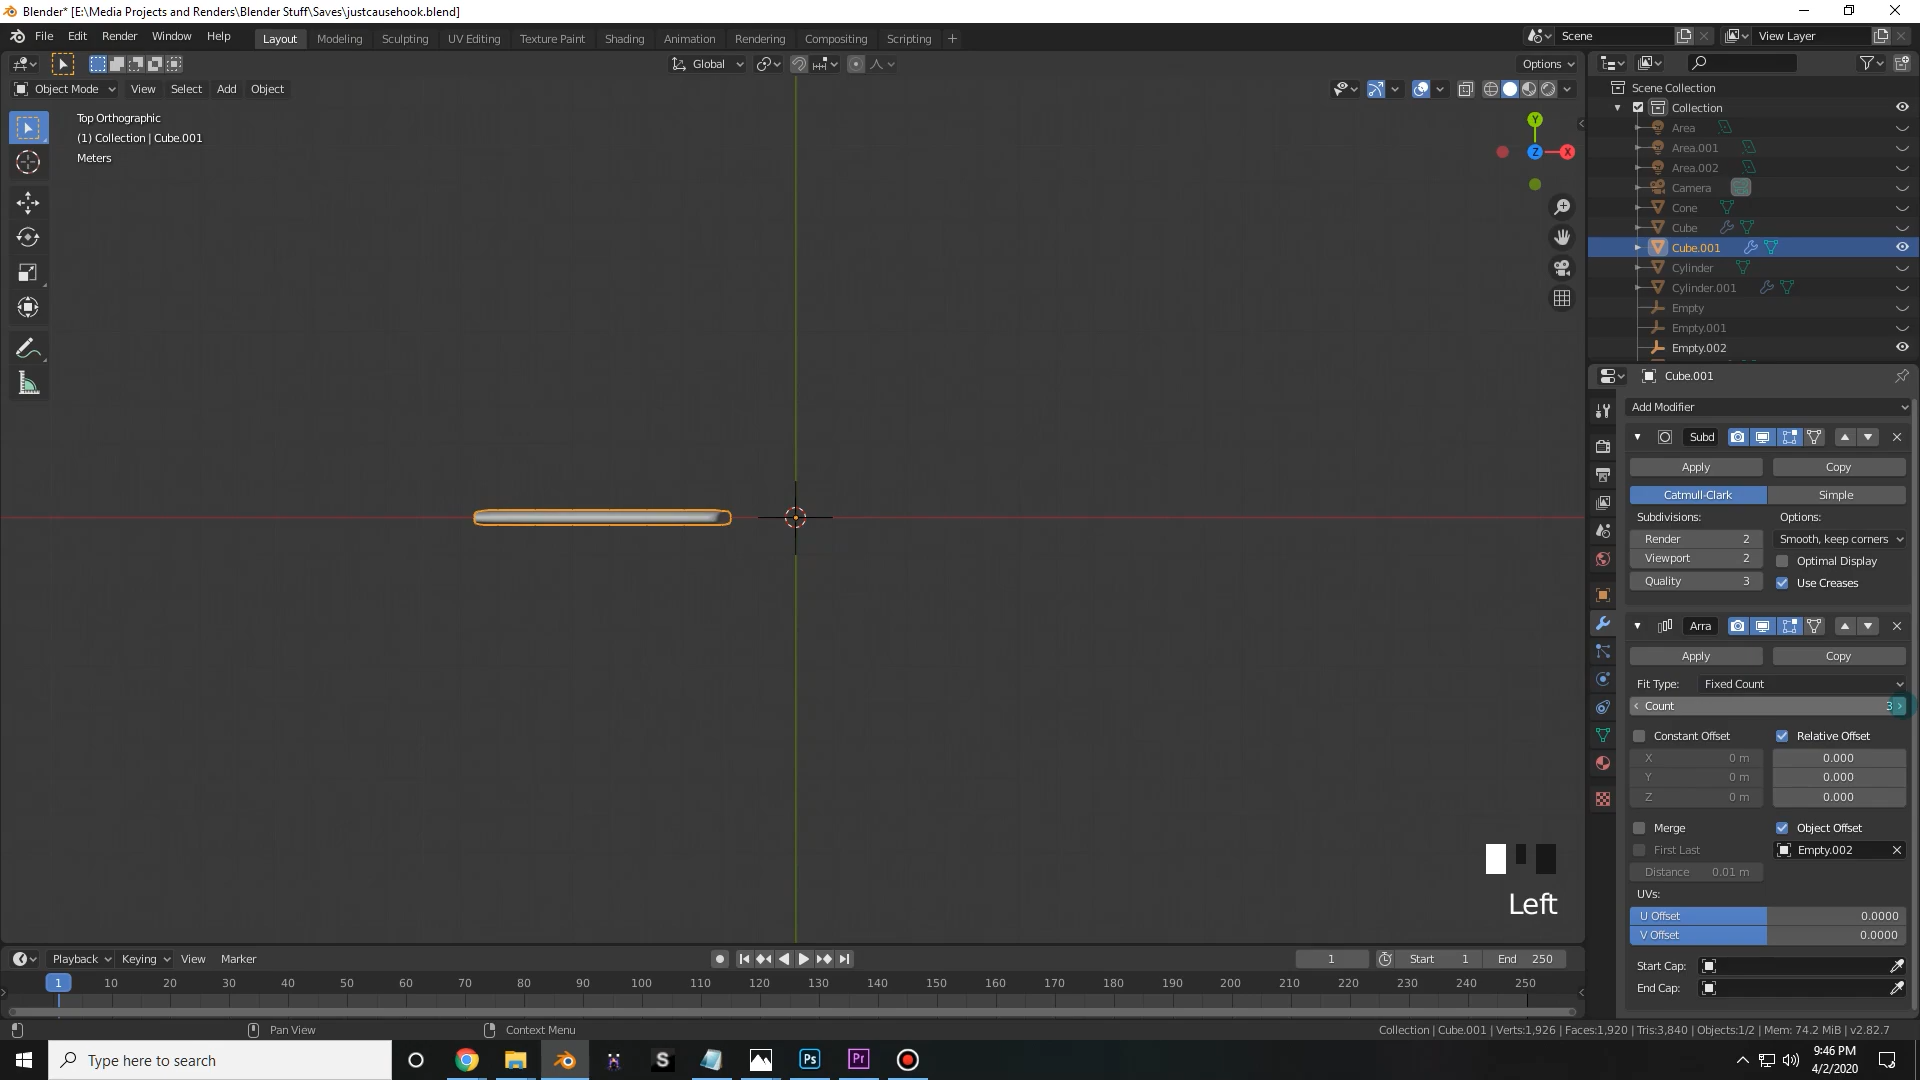 Blender* [E:\Media Projects and Renders\Blender Stuff\Saves\justcausehook.blend]
File Edit Render Window Help Layout Modeling Sculpting UV Editing Texture Paint Shading Animation Rendering Compositing Scripting + Scene View Layer
Global Options
Object Mode View Select Add Object
Top Orthographic
(1) Collection | Cube.001
Meters
Y
Z X
Scene Collection
Collection
Area
Area.001
Area.002
Camera
Cone
Cube
Cube.001
Cylinder
Cylinder.001
Empty
Empty.001
Empty.002
Cube.001
Add Modifier
Subd
Apply Copy
Catmull-Clark Simple
Subdivisions: Options:
Render 2 Smooth, keep corners
Viewport 2 Optimal Display
Quality 3 Use Creases
Arra
Apply Copy
Fit Type: Fixed Count
Count 3
Constant Offset Relative Offset
X 0 m 0.000
Y 0 m 0.000
Z 0 m 0.000
Merge Object Offset
First Last Empty.002
Distance 0.01 m
UVs:
U Offset 0.0000
V Offset 0.0000
Start Cap:
End Cap:
Left
Playback Keying View Marker 1 Start 1 End 250
1 10 20 30 40 50 60 70 80 90 100 110 120 130 140 150 160 170 180 190 200 210 220 230 240 250
Pan View Context Menu Collection | Cube.001 | Verts:1,926 | Faces:1,920 | Tris:3,840 | Objects:1/2 | Mem: 74.2 MiB | v2.82.7
Type here to search S Ps Pr
9:46 PM
4/2/2020